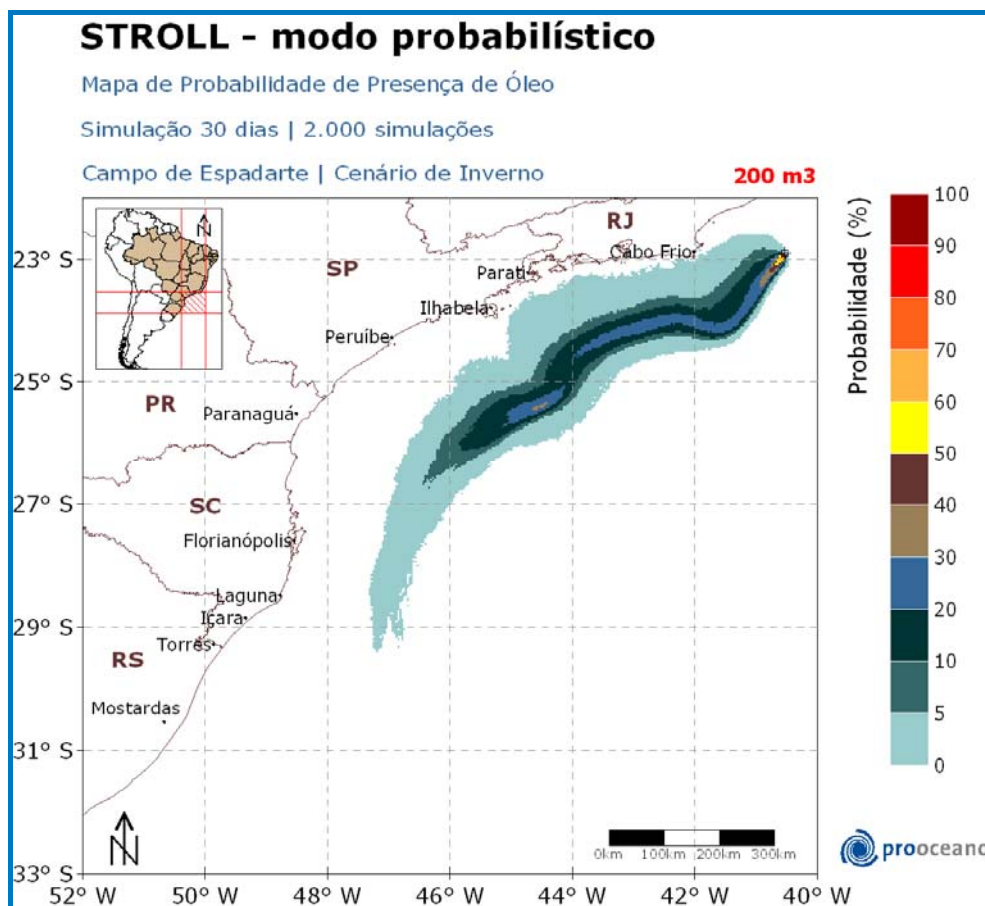 STROLL - modo probabilístico
Mapa de Probabilidade de Presença de Óleo
Simulação 30 dias | 2.000 simulações
Campo de Espadarte | Cenário de Inverno
200 m3
N
RJ
SP
Cabo Frio
Parati
Ilhabela
Peruíbe
PR
Paranaguá
SC
Florianópolis
Laguna
Içara
Torres
RS
Mostardas
N
23° S
25° S
27° S
29° S
31° S
33° S
52 W
50° W
48° W
46° W
44° W
42° W
40° W
0km 100km 200km 300km
Probabilidade (%)
100
90
80
70
60
50
40
30
20
10
5
0
prooceano